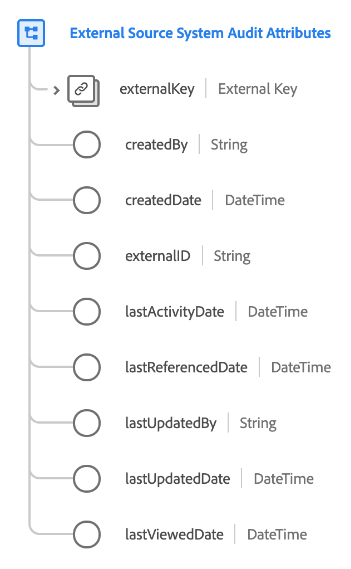 External Source System Audit Attributes
externalKey External Key
createdBy String
createdDate DateTime
externalID String
lastActivityDate DateTime
lastReferencedDate DateTime
lastUpdatedBy String
lastUpdatedDate DateTime
lastViewedDate DateTime